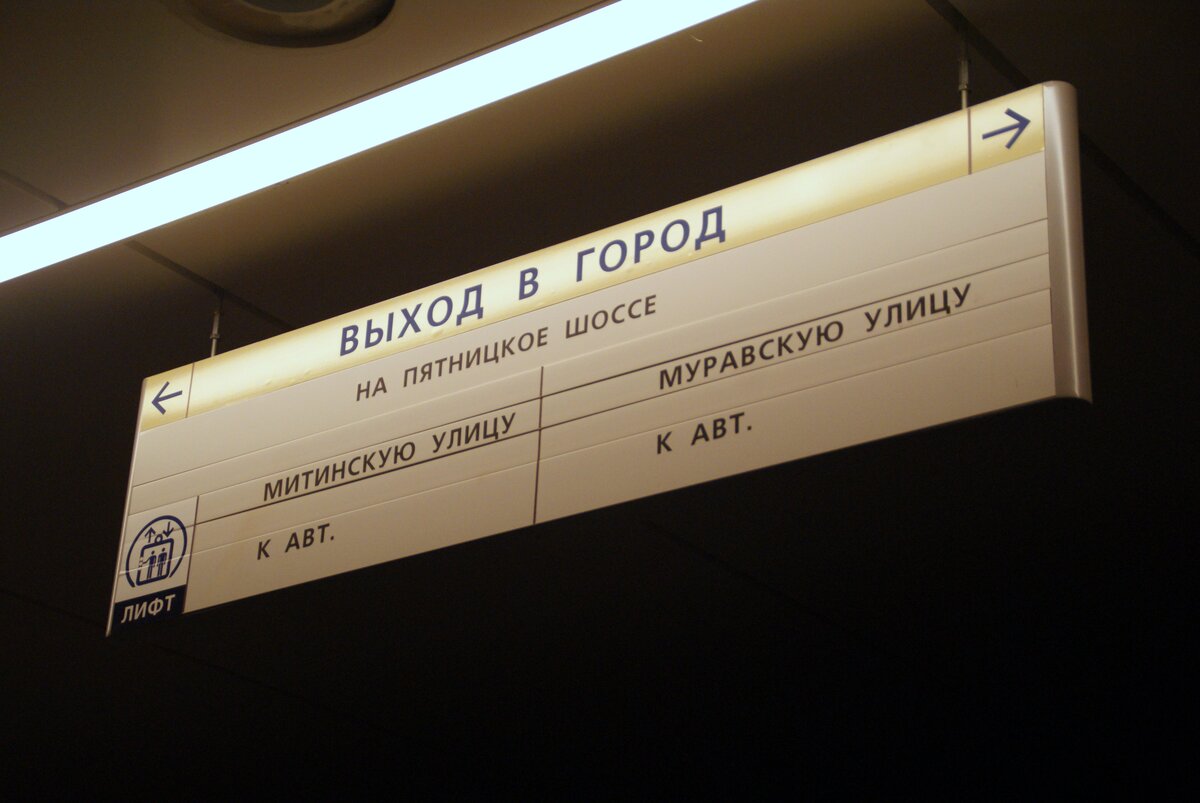 ВЫХОД В ГОРОД
НА ПЯТНИЦКОЕ ШОССЕ
МИТИНСКУЮ УЛИЦУ
К АВТ.
МУРАВСКУЮ УЛИЦУ
К АВТ.
ЛИФТ